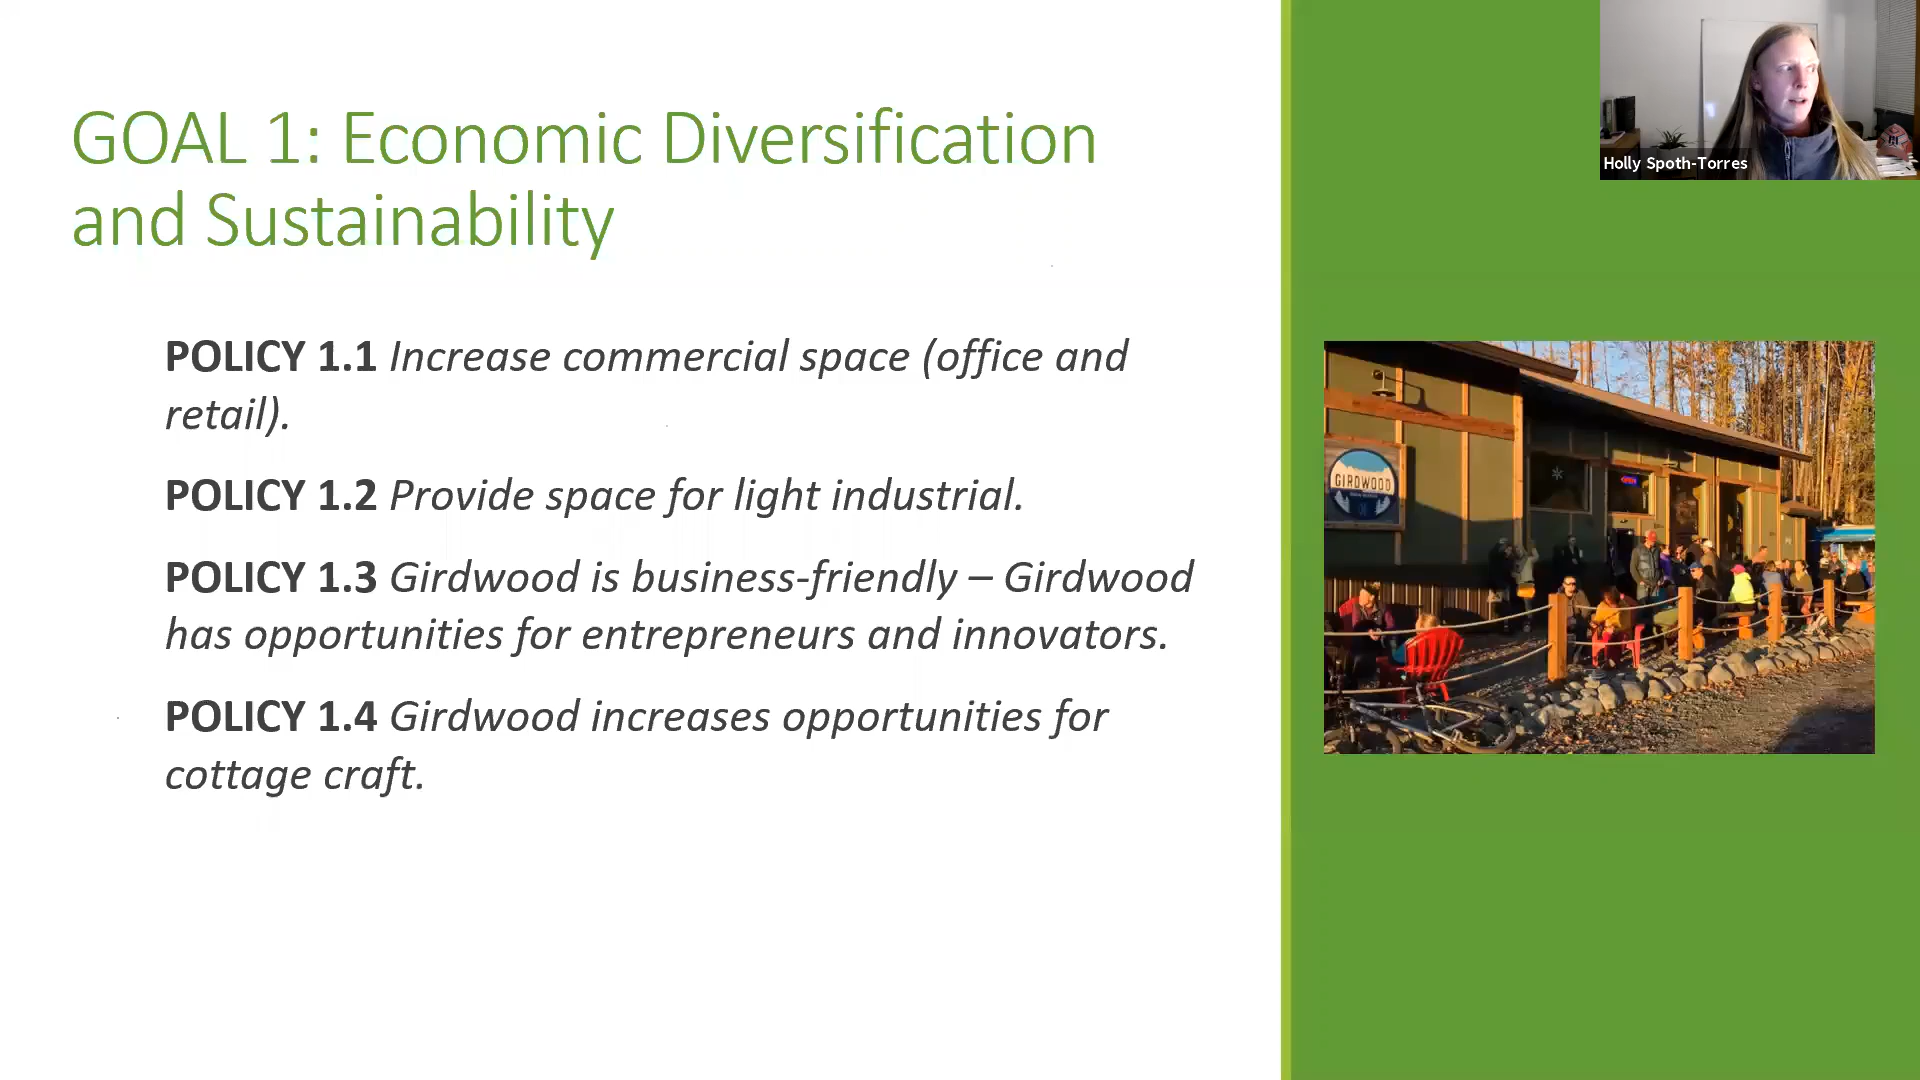 GOAL 1: Economic Diversification
and Sustainability
POLICY 1.1 Increase commercial space (office and
retail).
POLICY 1.2 Provide space for light industrial.
POLICY 1.3 Girdwood is business-friendly – Girdwood
has opportunities for entrepreneurs and innovators.
POLICY 1.4 Girdwood increases opportunities for
cottage craft.
Holly Spoth-Torres
GIRDWOOD
OPEN